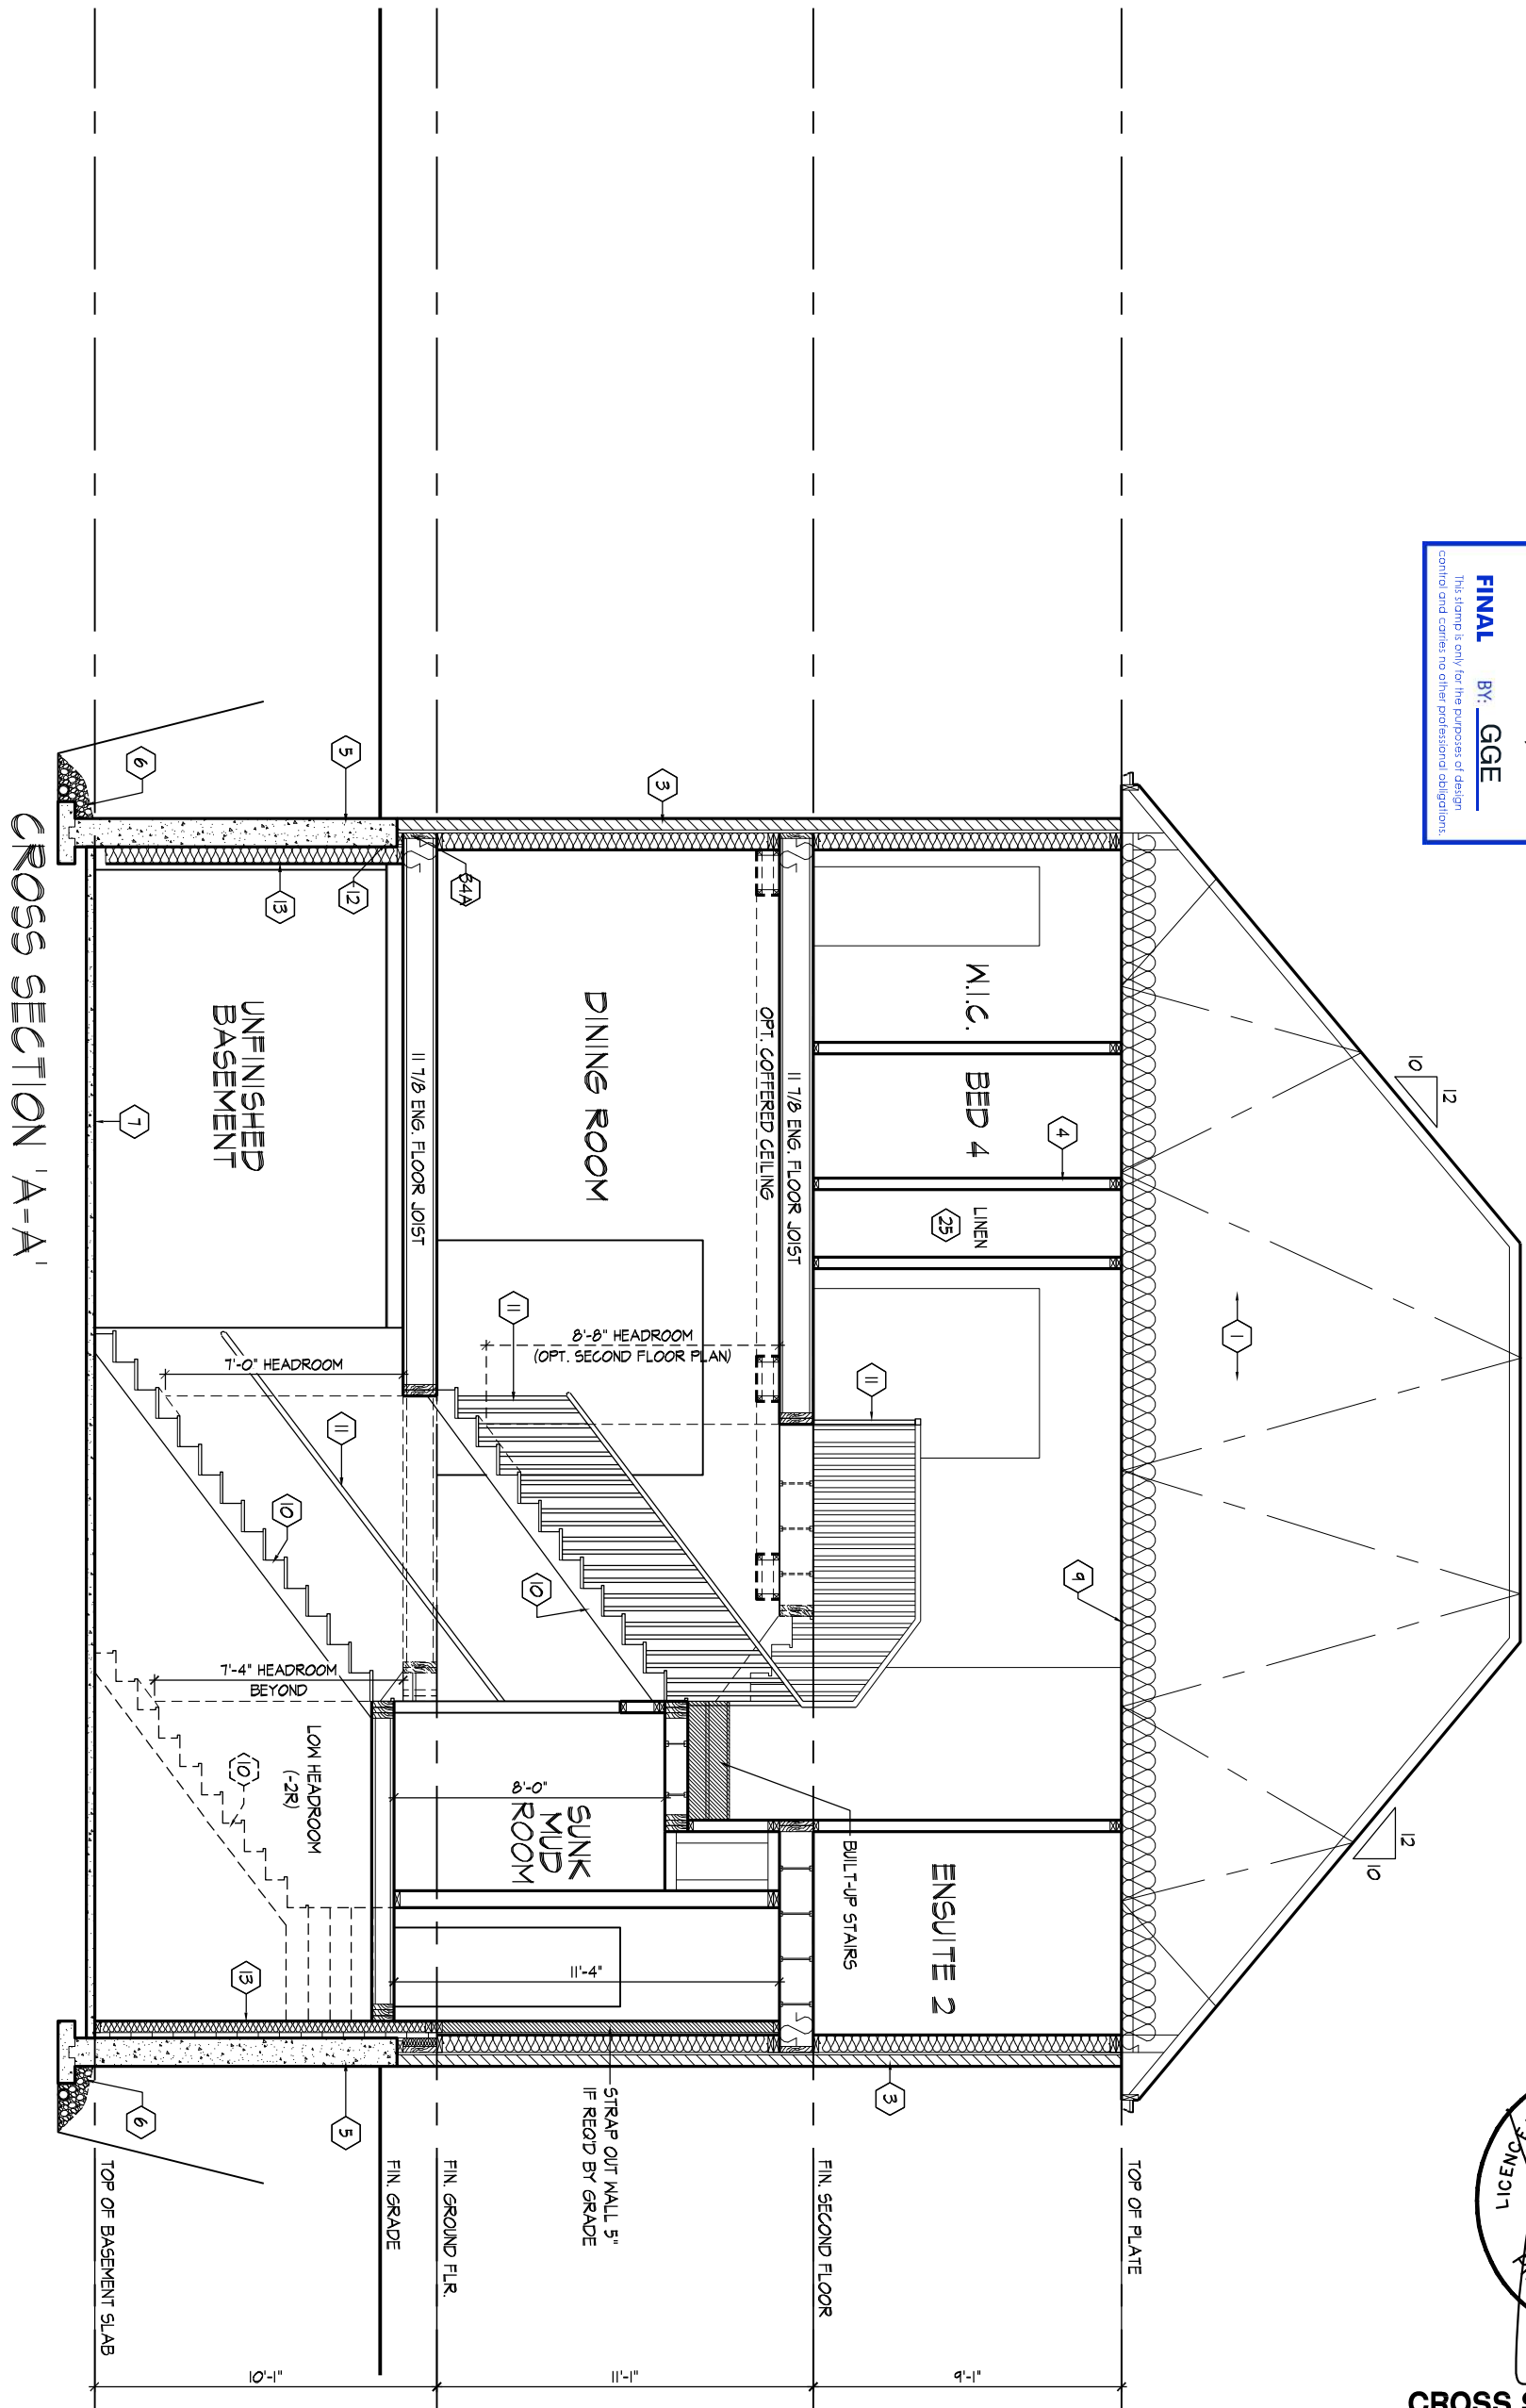 FINAL BY: GGE
This stamp is only for the purposes of design
control and carries no other professional obligations.
12
10
12
10
1
9
TOP OF PLATE
9'-1"
W.I.C.
BED 4
4
LINEN
25
11
ENSUITE 2
3
FIN. SECOND FLOOR
11 7/8 ENG. FLOOR JOIST
OPT. COFFERED CEILING
BUILT-UP STAIRS
3
DINING ROOM
8'-8" HEADROOM
(OPT. SECOND FLOOR PLAN)
11
10
8'-0"
SUNK
MUD
ROOM
11'-4"
STRAP OUT WALL 5"
IF REQ'D BY GRADE
11'-1"
34A
FIN. GROUND FLR.
11 7/8 ENG. FLOOR JOIST
FIN. GRADE
5
12
13
7'-0" HEADROOM
11
10
7'-4" HEADROOM
BEYOND
LOW HEADROOM
(-2R)
10
13
5
UNFINISHED
BASEMENT
10'-1"
6
7
6
TOP OF BASEMENT SLAB
CROSS SECTION 'A-A'
CROSS